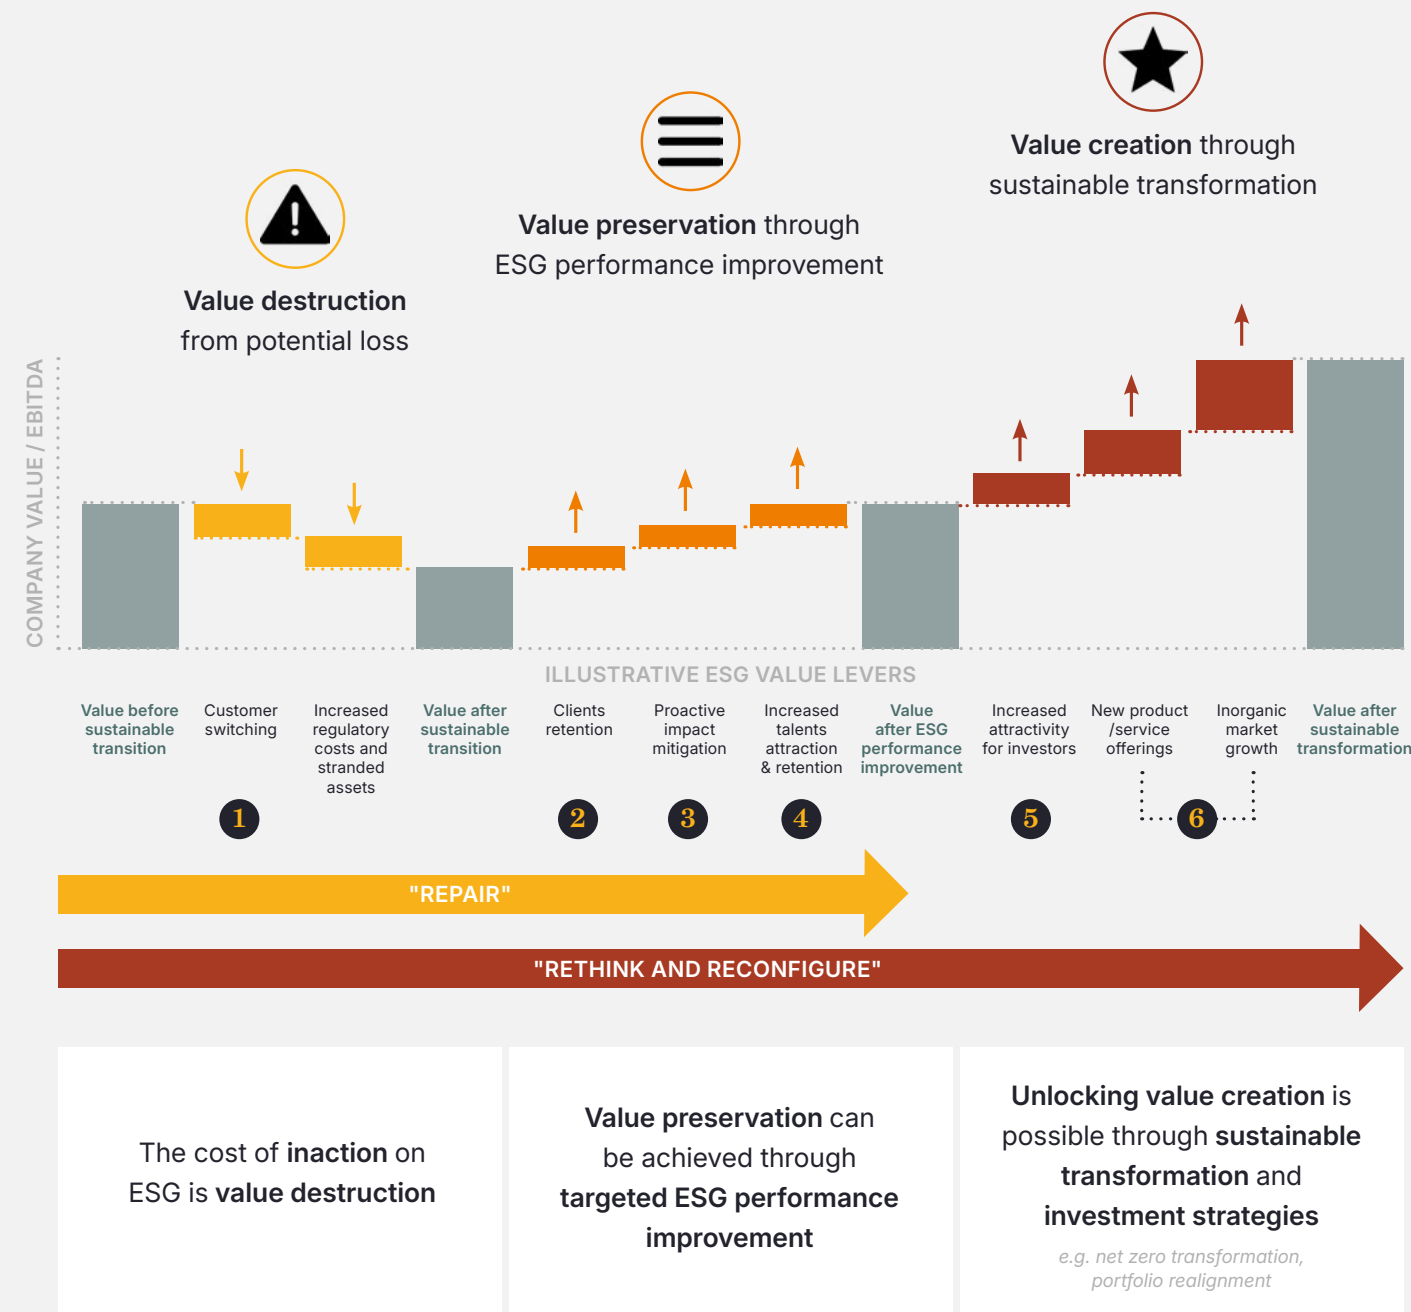 Value creation through
sustainable transformation
Value preservation through
ESG performance improvement
Value destruction
from potential loss
COMPANY VALUE / EBITDA
ILLUSTRATIVE ESG VALUE LEVERS
Value before
sustainable
transition
Customer
switching
Increased
regulatory
costs and
stranded
assets
Value after
sustainable
transition
Clients
retention
Proactive
impact
mitigation
Increased
talents
attraction
& retention
Value
after ESG
performance
improvement
Increased
attractivity
for investors
New product
/service
offerings
Inorganic
market
growth
Value after
sustainable
transformation
1
2
3
4
5
6
"REPAIR"
"RETHINK AND RECONFIGURE"
The cost of inaction on
ESG is value destruction
Value preservation can
be achieved through
targeted ESG performance
improvement
Unlocking value creation is
possible through sustainable
transformation and
investment strategies
e.g. net zero transformation,
portfolio realignment